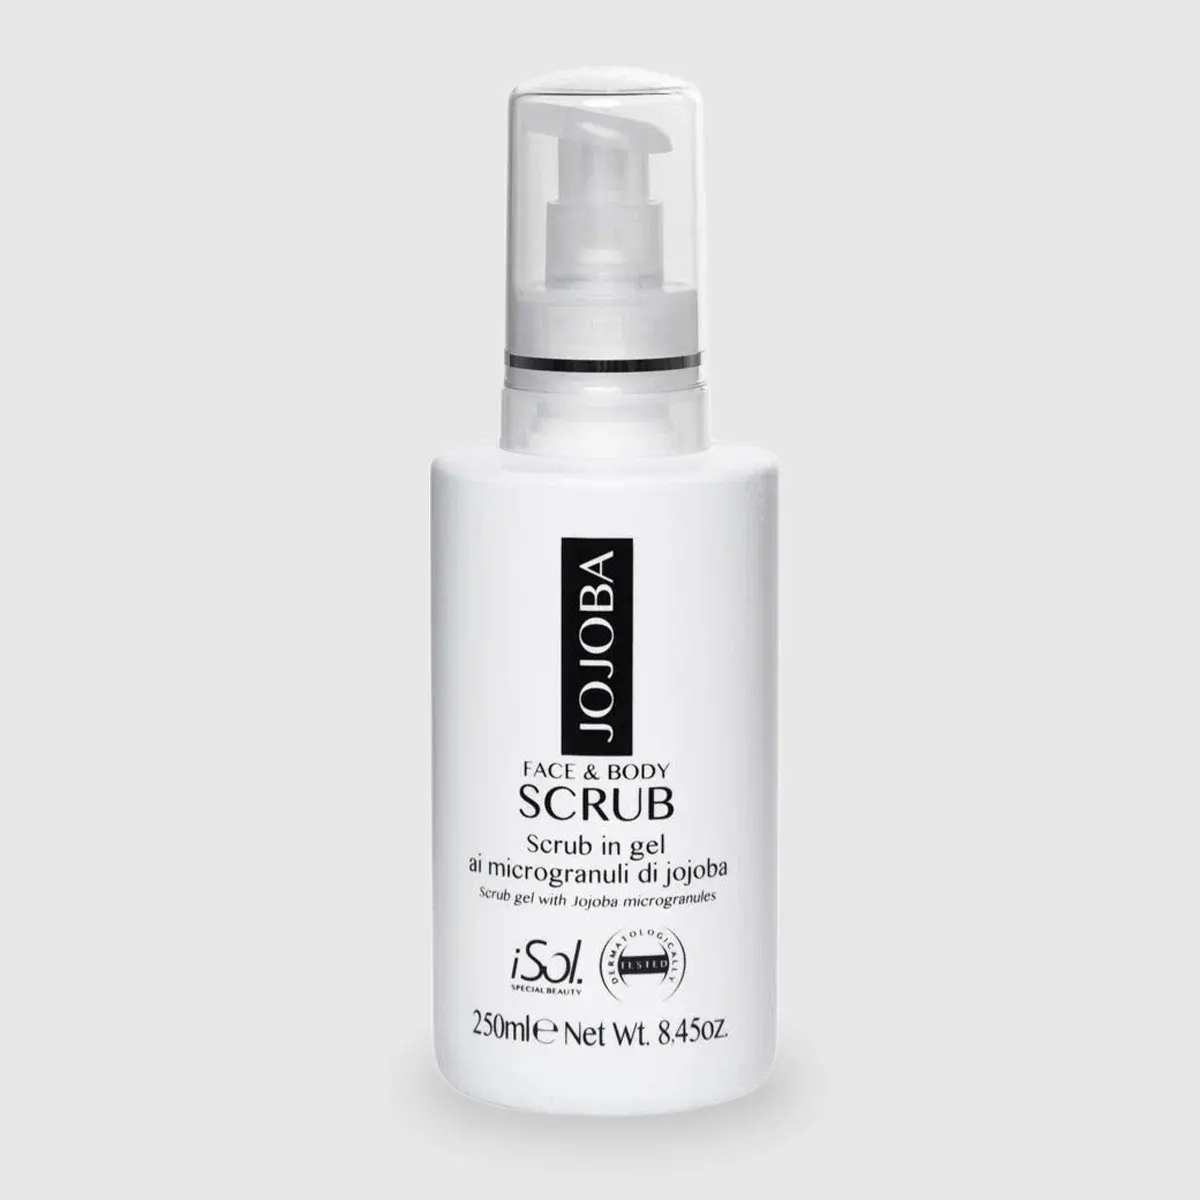 JOJOBA
FACE & BODY
SCRUB
Scrub in gel
ai microgranuli di jojoba
Scrub gel with Jojoba microgranules
iSol.
SPECIAL BEAUTY
DERMATOLOGICALLY
TESTED
250ml ℮ Net Wt. 8,45oz.